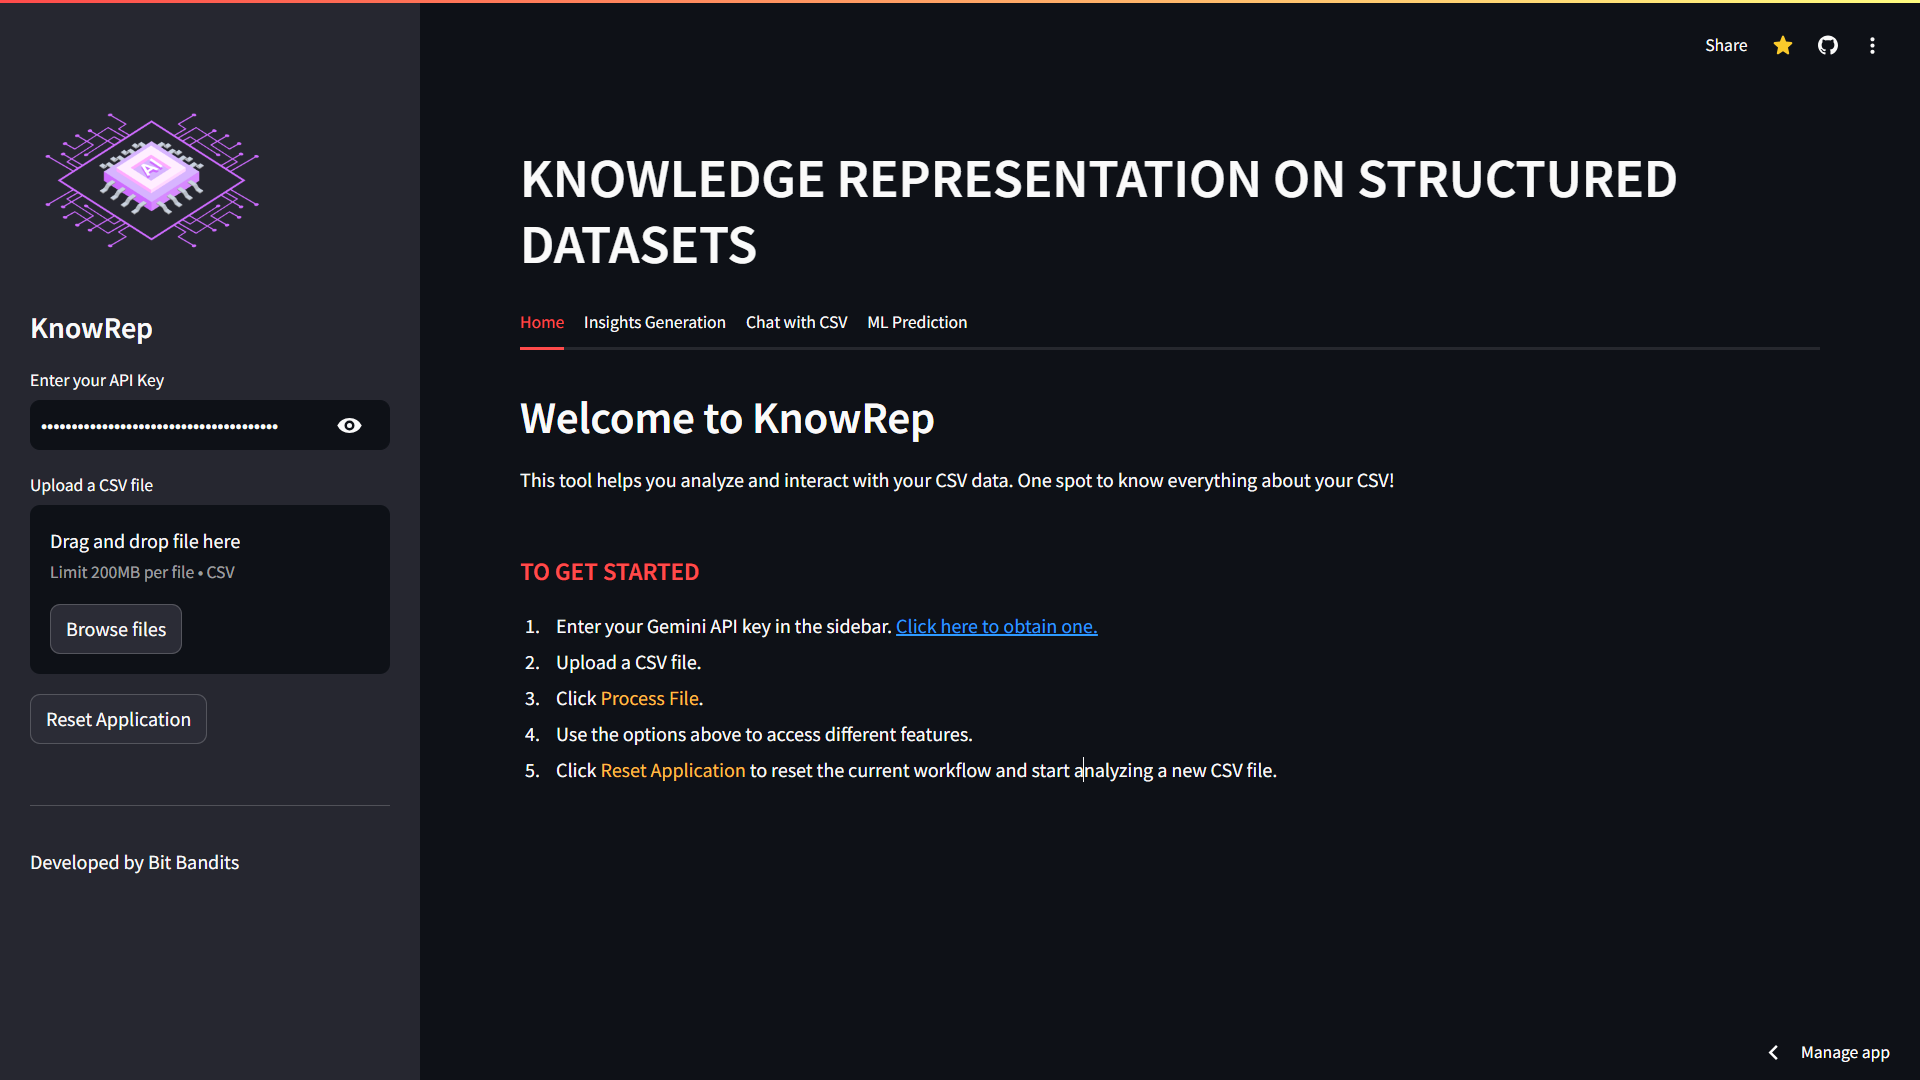 Share
AI
KNOWLEDGE REPRESENTATION ON STRUCTURED
DATASETS
Home Insights Generation Chat with CSV ML Prediction
KnowRep
Enter your API Key
••••••••••••••••••••••••••••••••••••••
Upload a CSV file
Drag and drop file here
Limit 200MB per file • CSV
Browse files
Reset Application
Developed by Bit Bandits
Welcome to KnowRep
This tool helps you analyze and interact with your CSV data. One spot to know everything about your CSV!
TO GET STARTED
1. Enter your Gemini API key in the sidebar. Click here to obtain one.
2. Upload a CSV file.
3. Click Process File.
4. Use the options above to access different features.
5. Click Reset Application to reset the current workflow and start analyzing a new CSV file.
Manage app